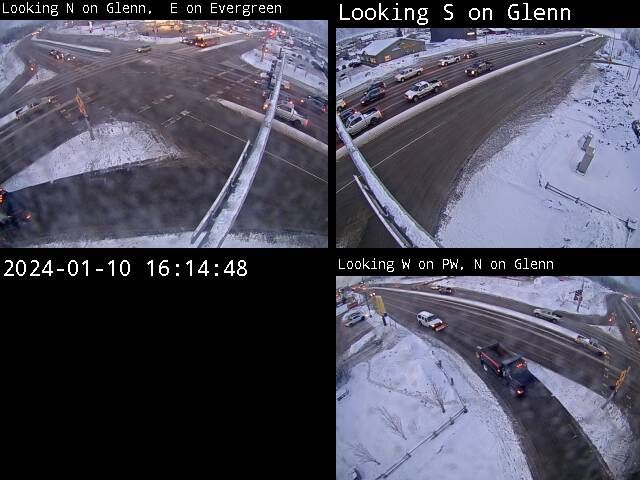 Looking N on Glenn,  E on Evergreen
Looking S on Glenn
2024-01-10 16:14:48
Looking W on PW, N on Glenn